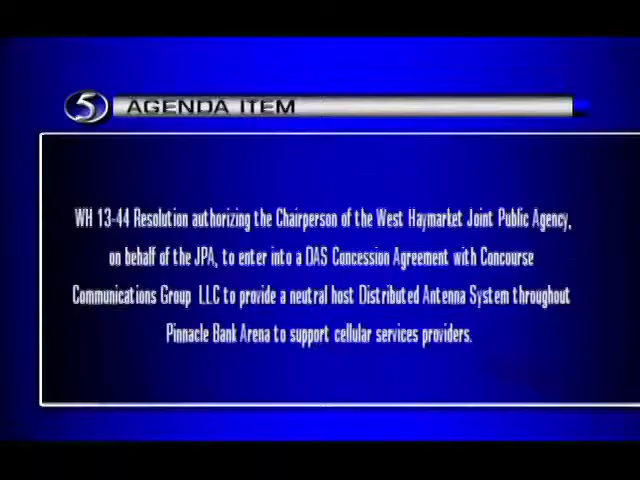 5 AGENDA ITEM
WH 13-44 Resolution authorizing the Chairperson of the West Haymarket Joint Public Agency,
on behalf of the JPA, to enter into a DAS Concession Agreement with Concourse
Communications Group LLC to provide a neutral host Distributed Antenna System throughout
Pinnacle Bank Arena to support cellular services providers.